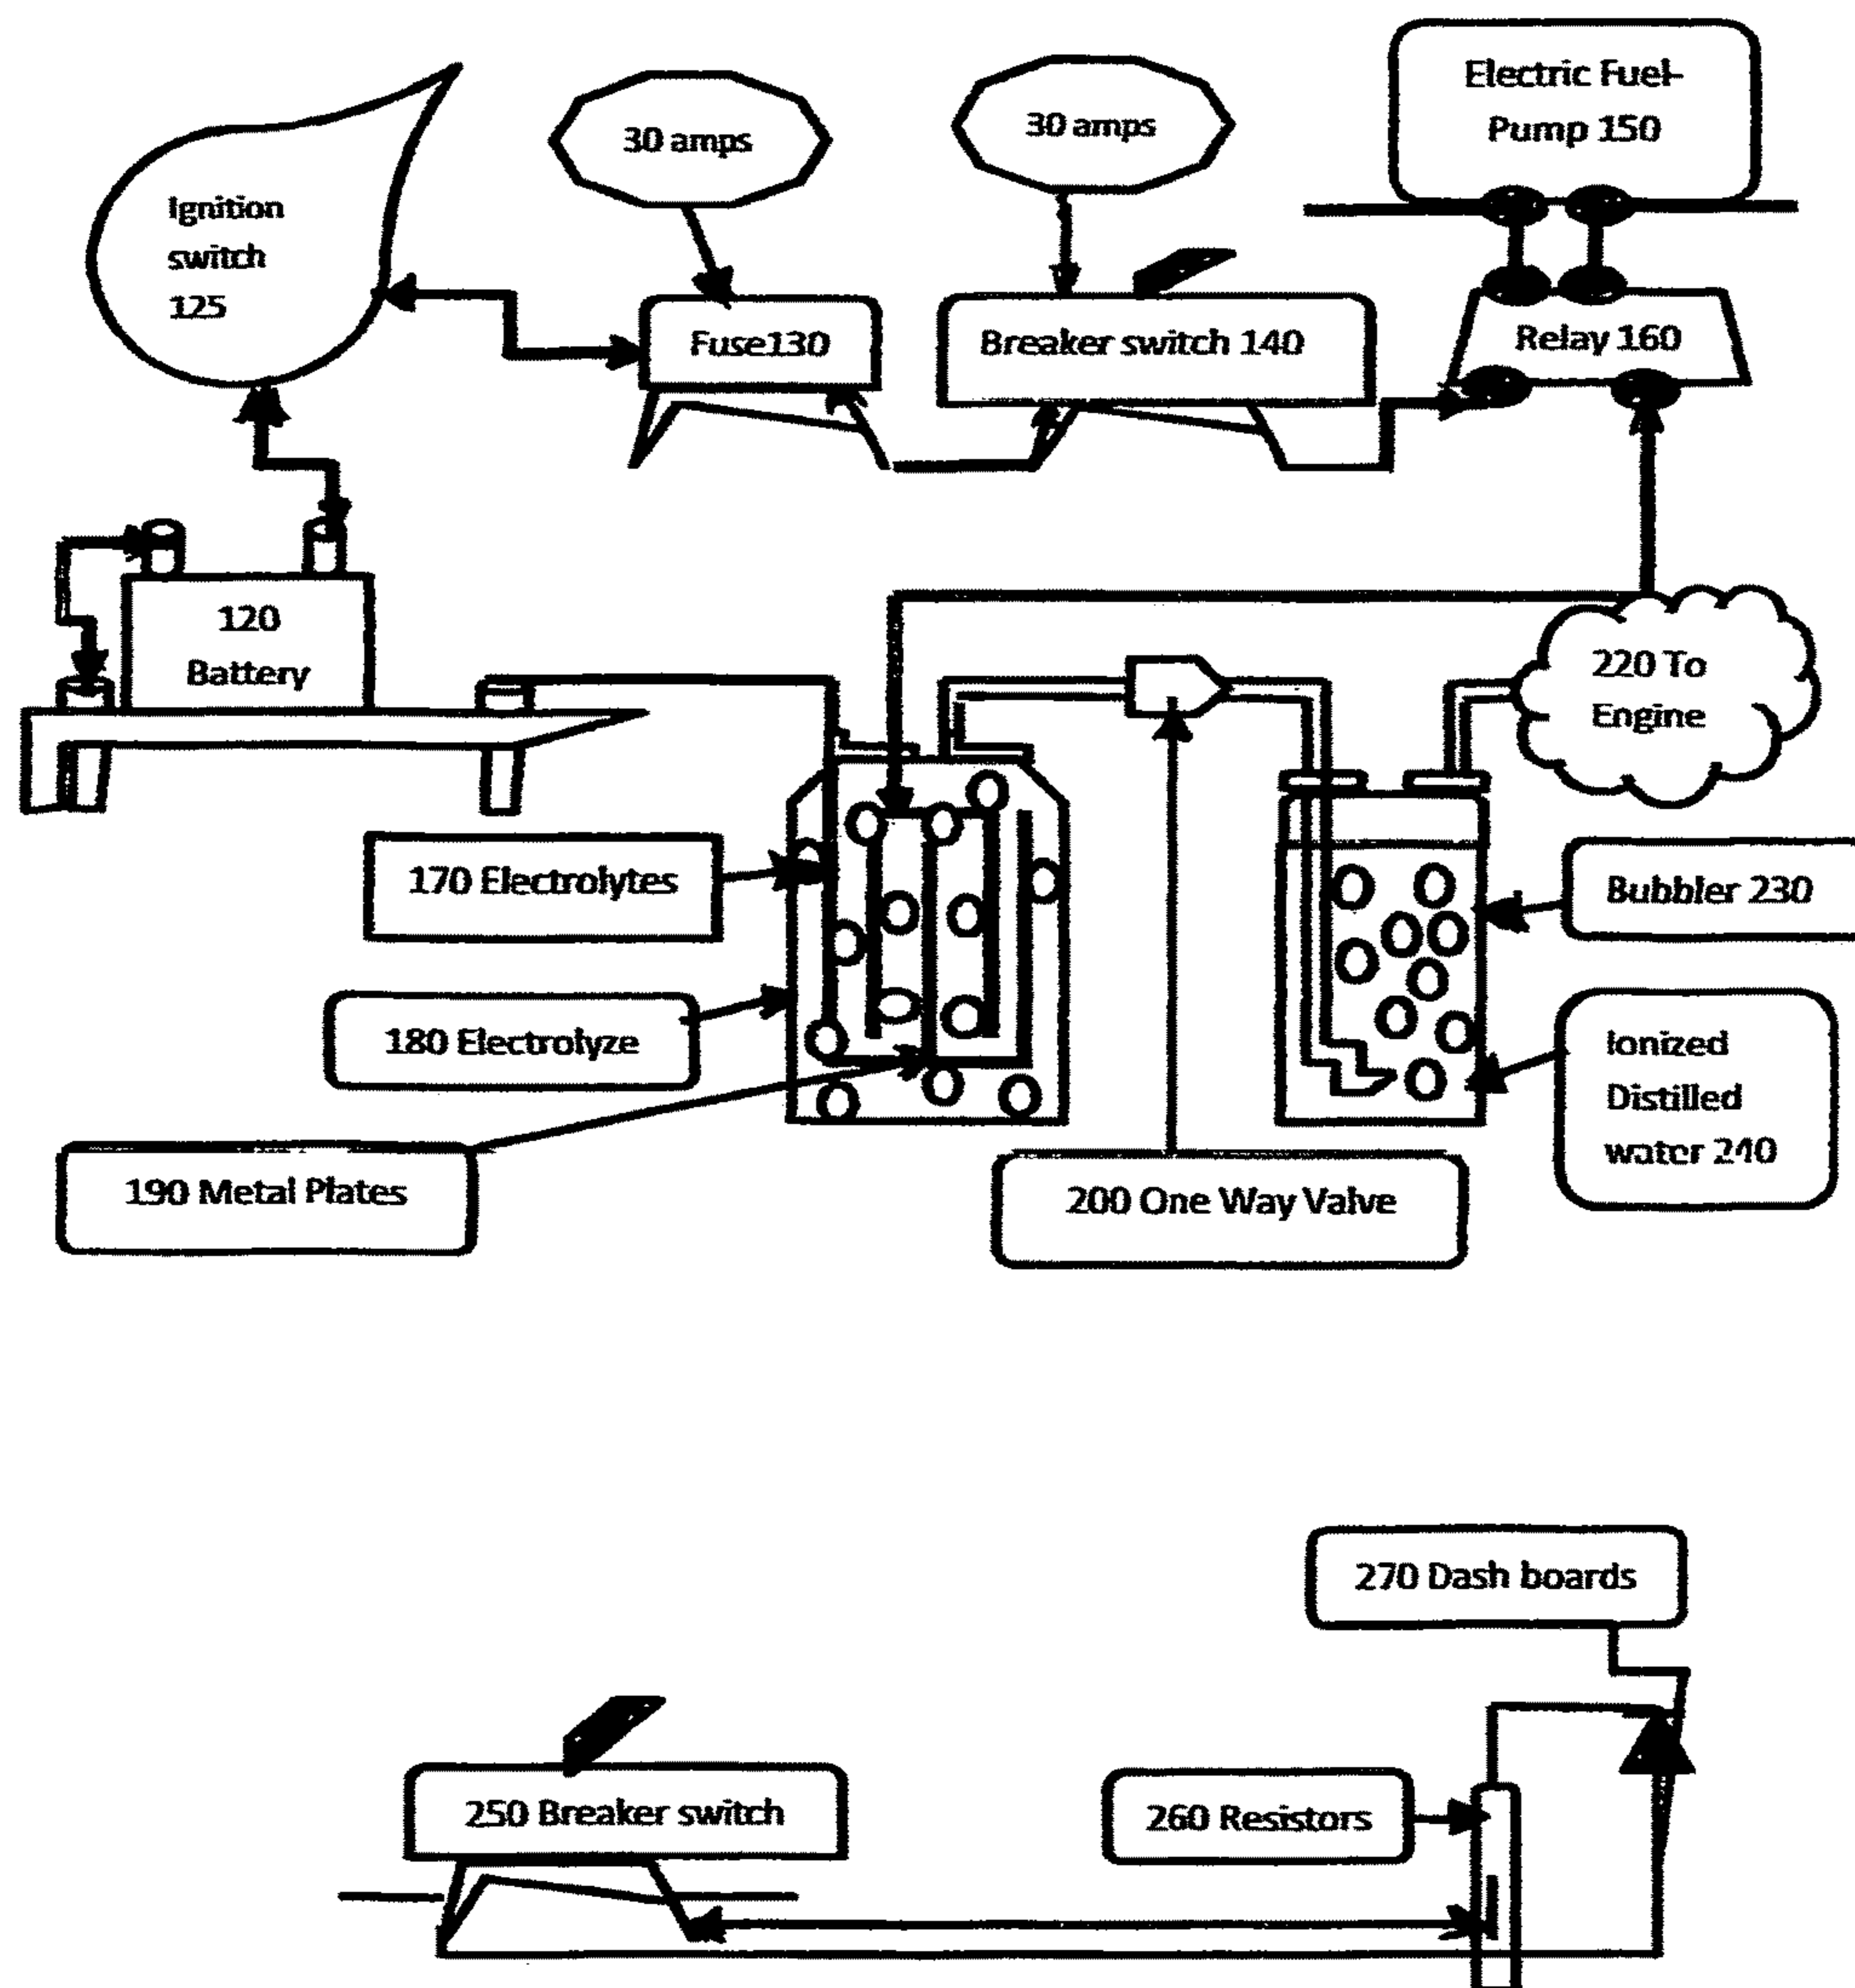 Electric Fuel-
Pump 150
30 amps
30 amps
Ignition
switch
125
Fuse130
Breaker switch 140
Relay 160
120
Battery
220 To
Engine
170 Electrolytes
Bubbler 230
180 Electrolyze
Ionized
Distilled
water 240
190 Metal Plates
200 One Way Valve
270 Dash boards
250 Breaker switch
260 Resistors